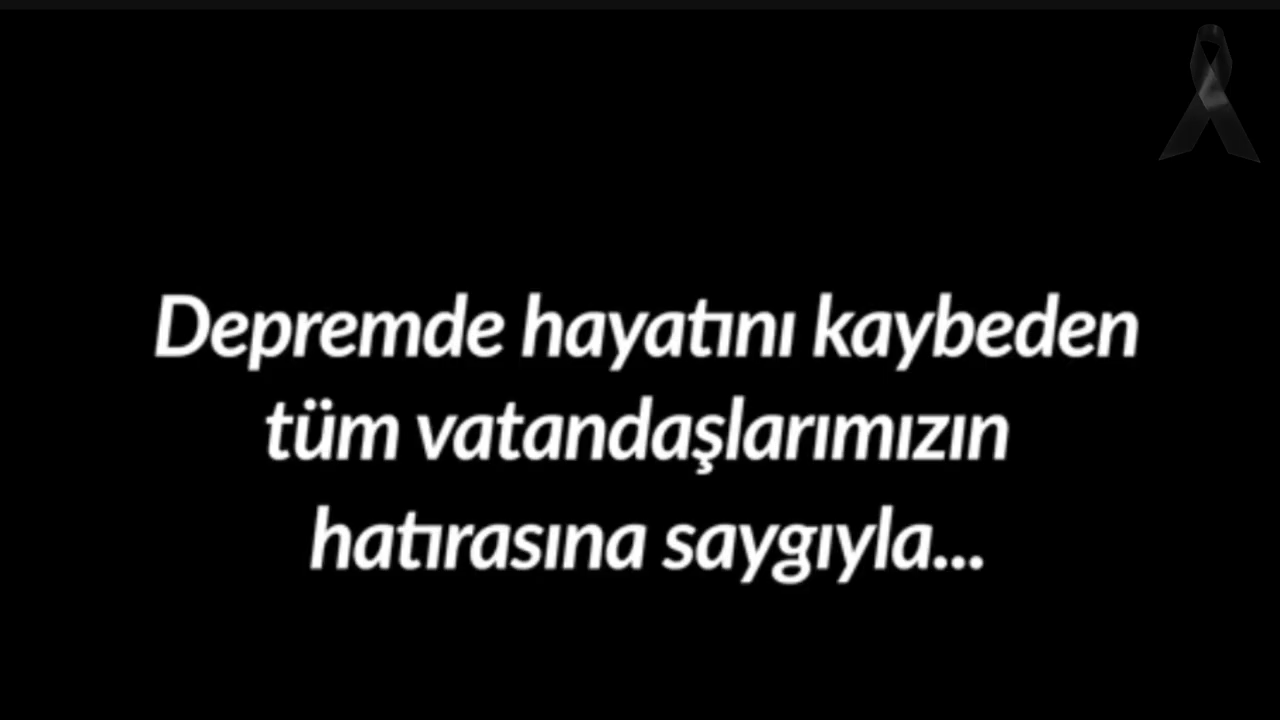 Depremde hayatını kaybeden
tüm vatandaşlarımızın
hatırasına saygıyla...